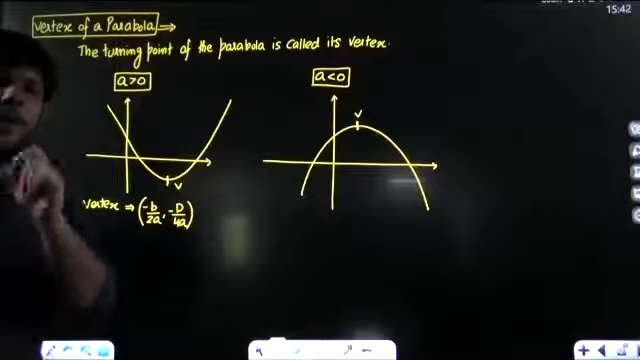 15:42
Vertex of a Parabola ⇒
The turning point of the parabola is called its vertex.
a>0
a<0
V
V
vertex ⇒ (-b/2a, -D/4a)